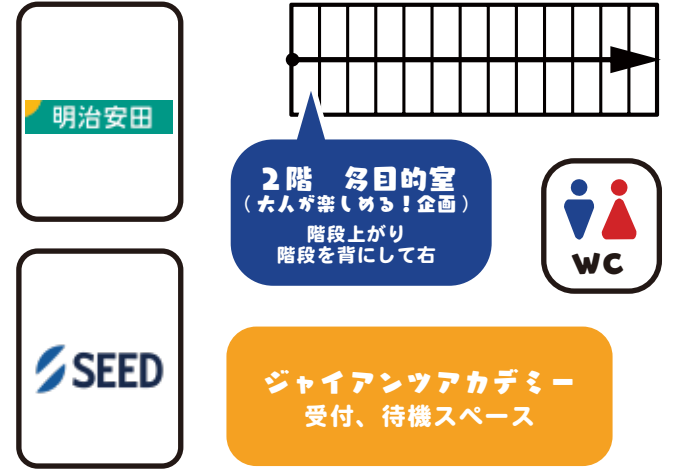 明治安田
2階 多目的室
(大人が楽しめる！企画)
階段上がり
階段を背にして右
WC
SEED
ジャイアンツアカデミー
受付、待機スペース